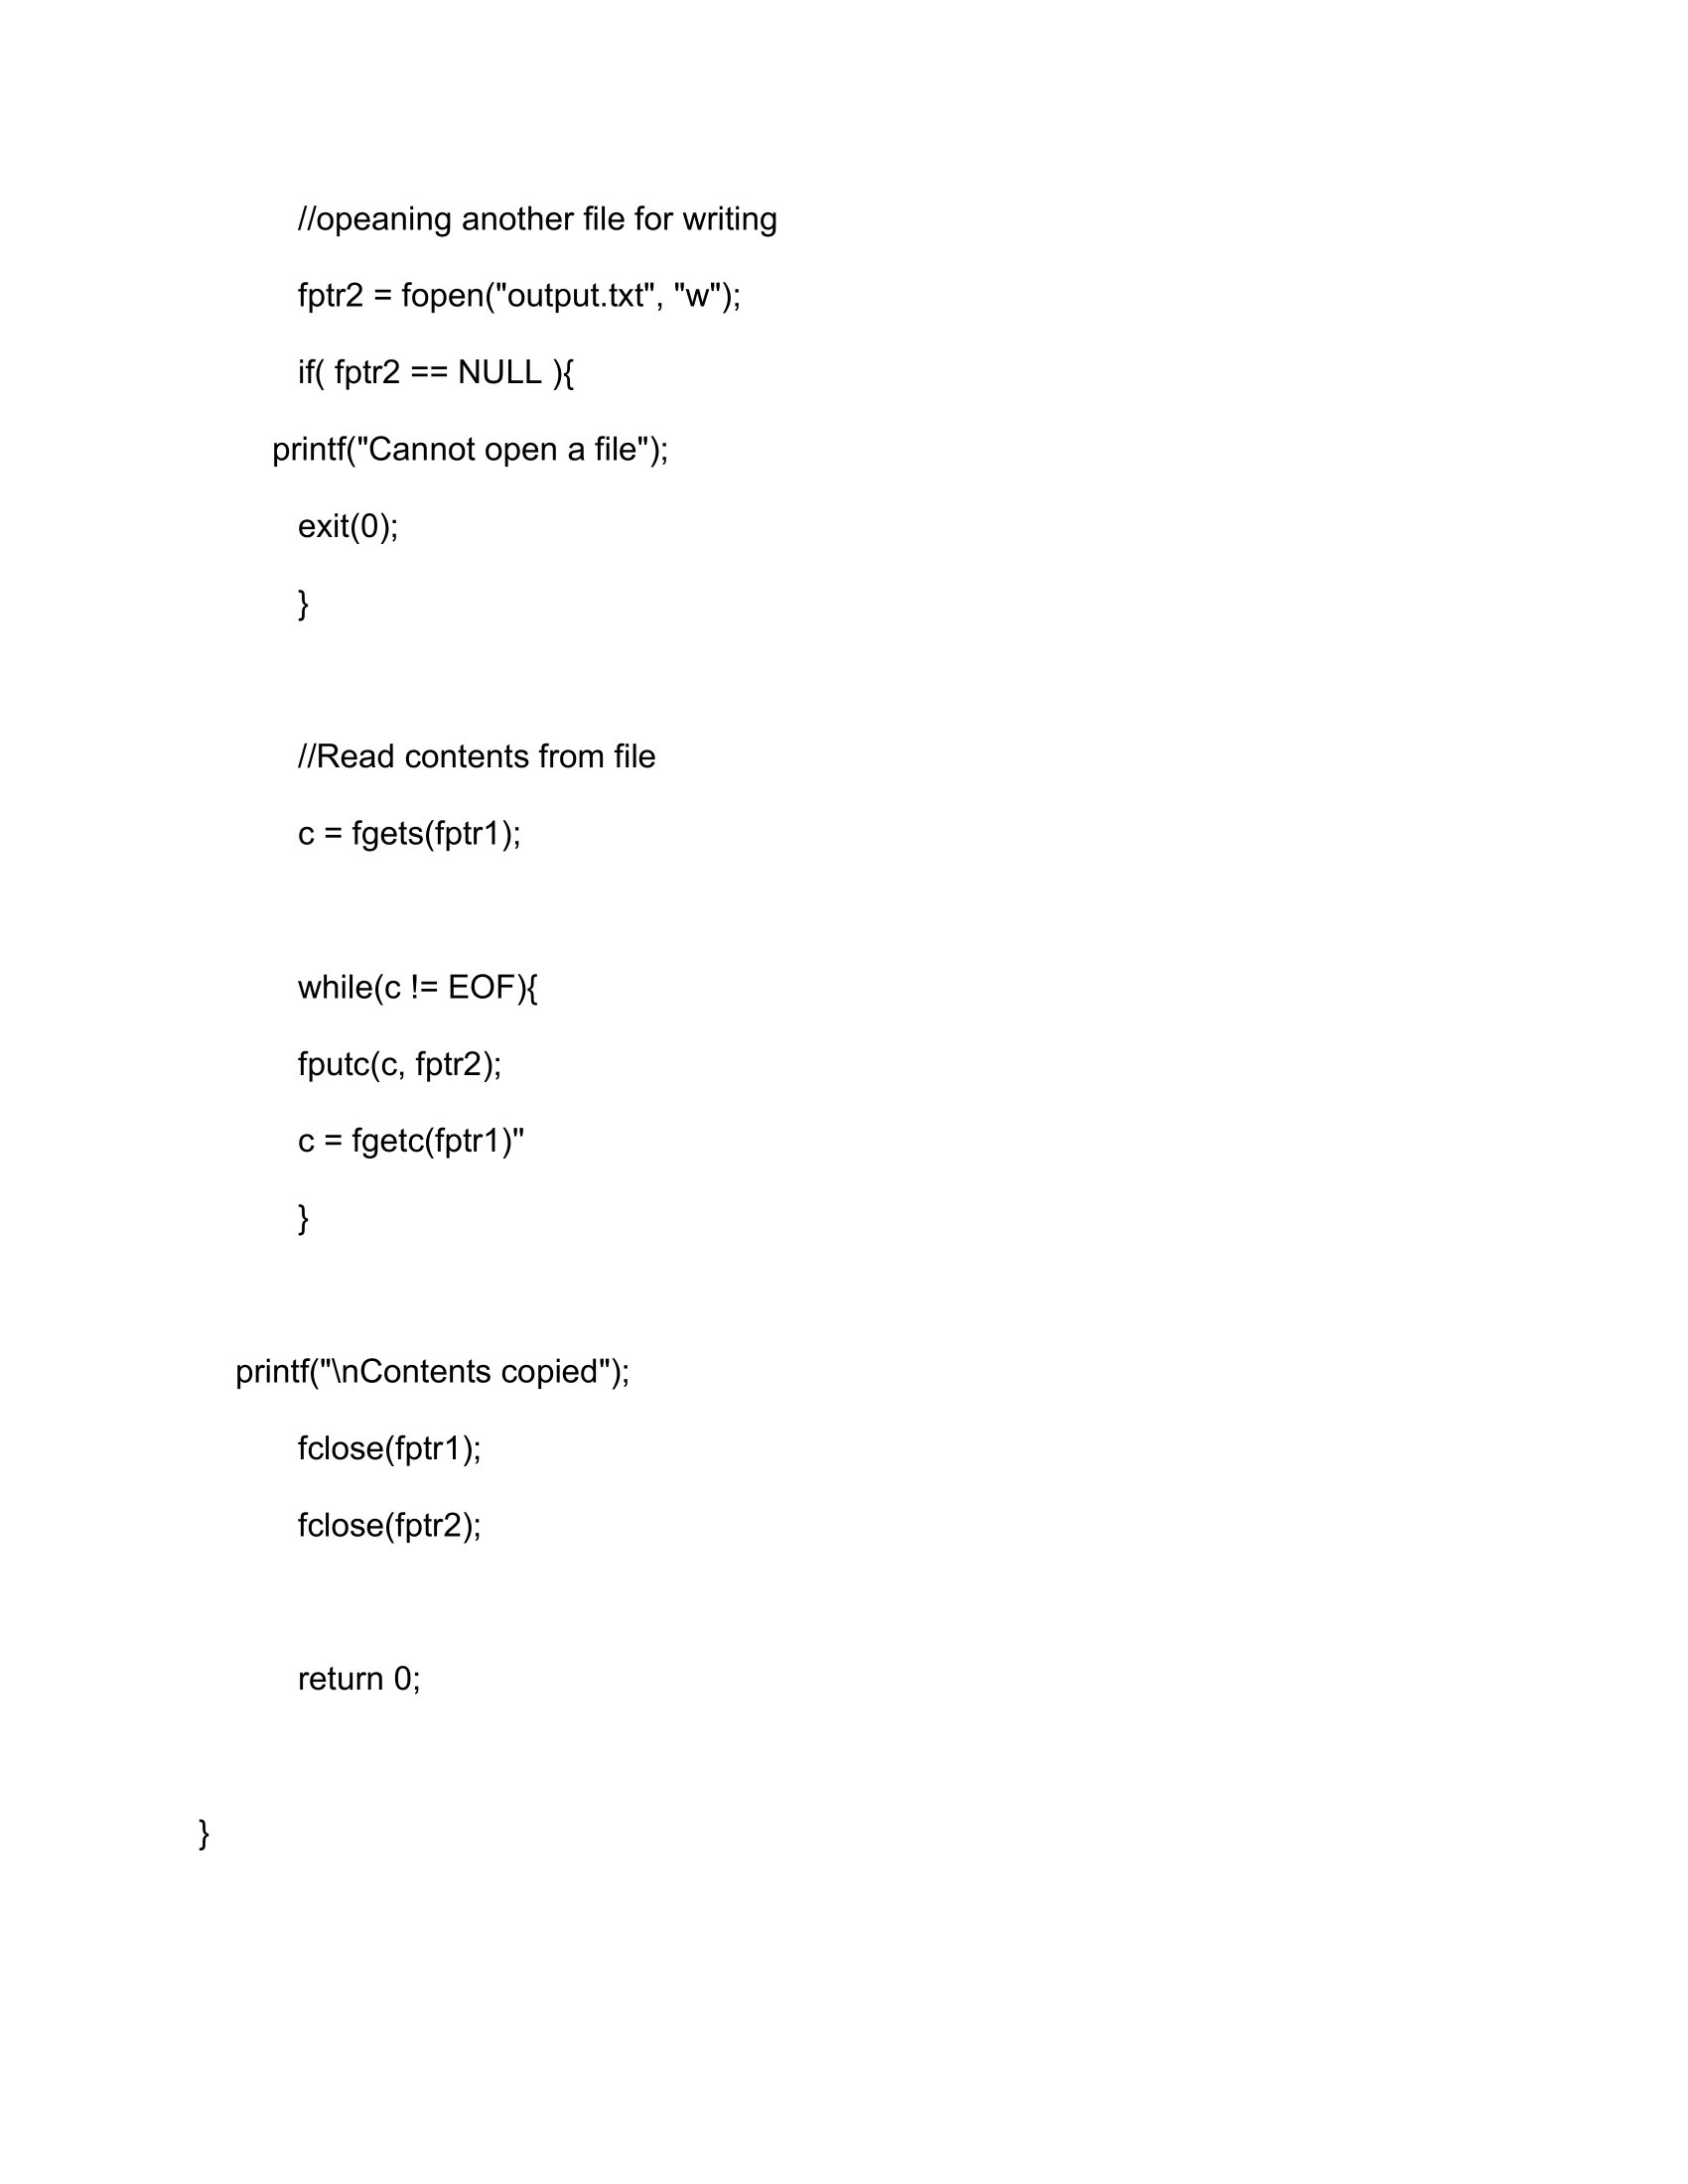 //opeaning another file for writing
fptr2 = fopen("output.txt", "w");
if( fptr2 == NULL ){
printf("Cannot open a file");
exit(0);
}
//Read contents from file
c = fgets(fptr1);
while(c != EOF){
fputc(c, fptr2);
c = fgetc(fptr1)"
}
printf("\nContents copied");
fclose(fptr1);
fclose(fptr2);
return 0;
}